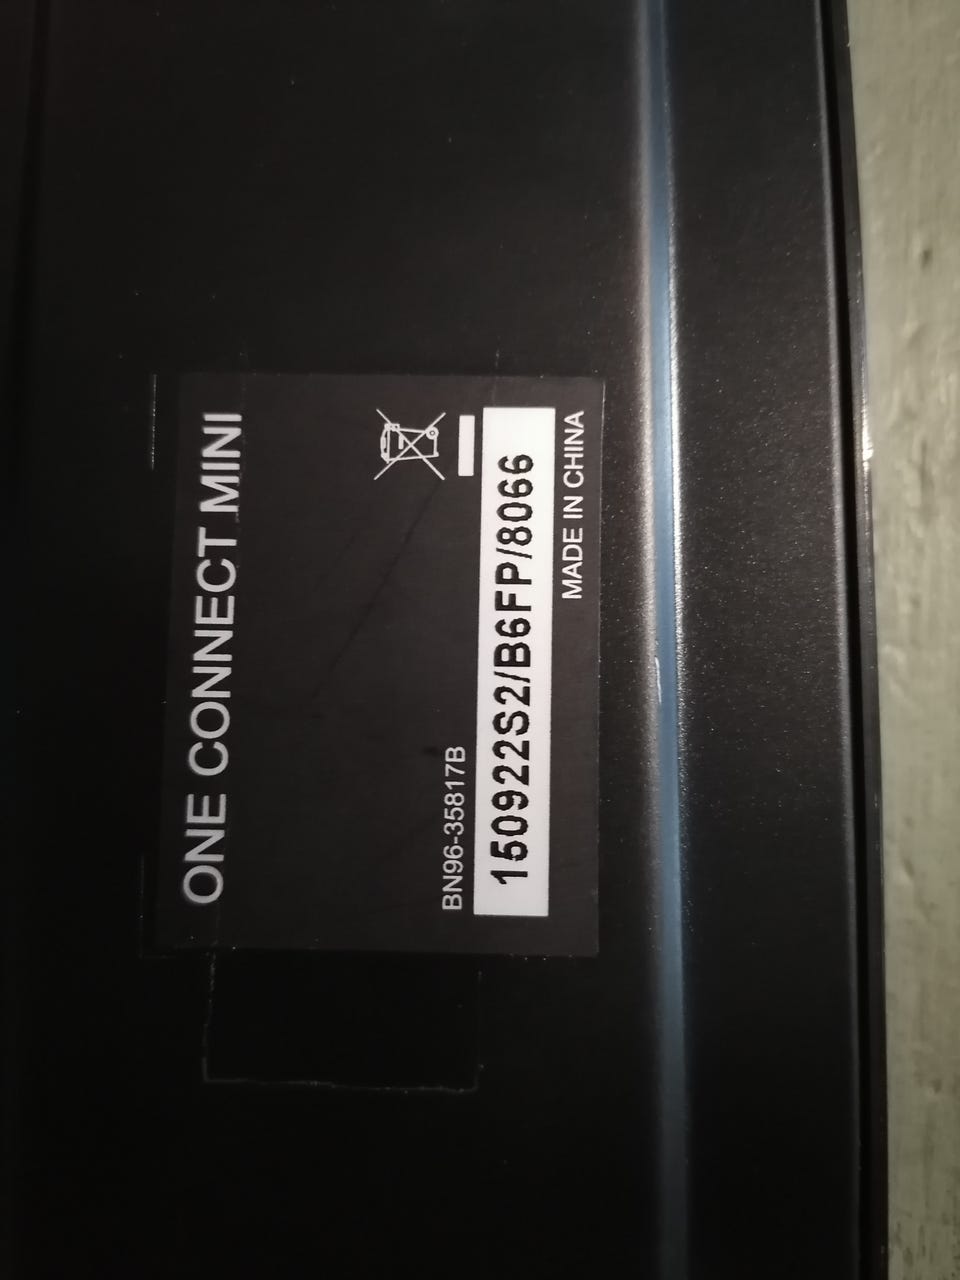 ONE CONNECT MINI
BN96-35817B
150922S2/B6FP/8066
MADE IN CHINA